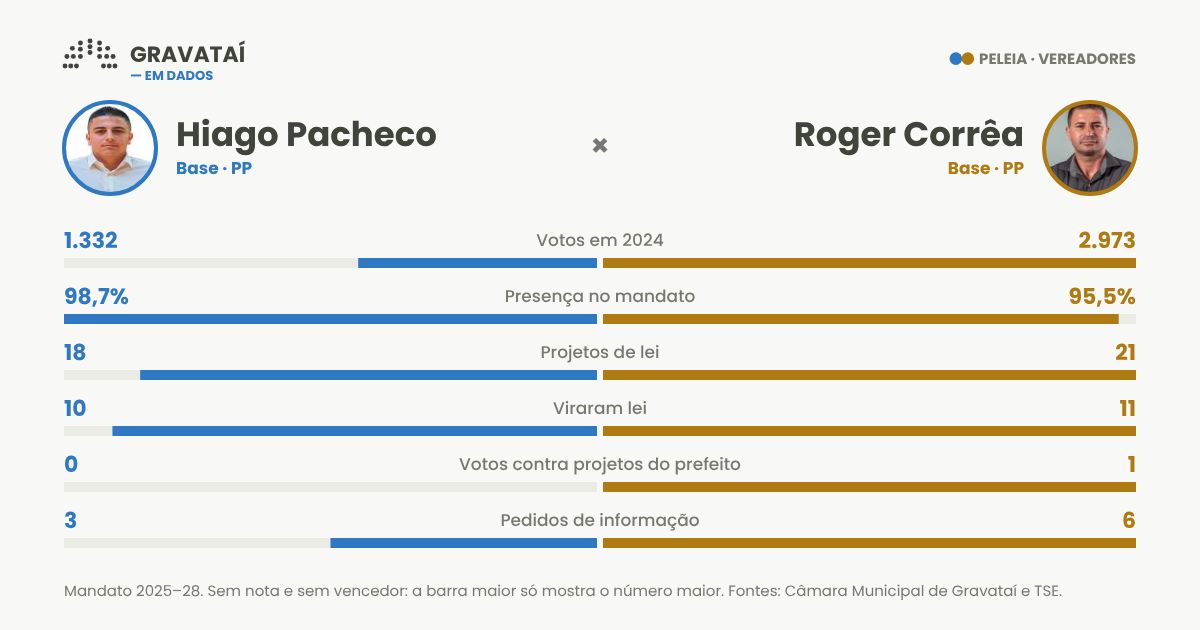 GRAVATAÍ
— EM DADOS
PELEIA · VEREADORES
Hiago Pacheco
Base · PP
×
Roger Corrêa
Base · PP
1.332 Votos em 2024 2.973
98,7% Presença no mandato 95,5%
18 Projetos de lei 21
10 Viraram lei 11
0 Votos contra projetos do prefeito 1
3 Pedidos de informação 6
Mandato 2025–28. Sem nota e sem vencedor: a barra maior só mostra o número maior. Fontes: Câmara Municipal de Gravataí e TSE.